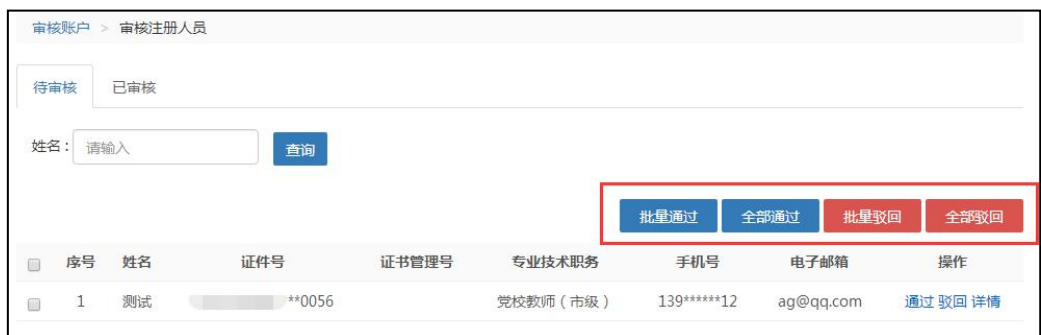 审核账户 > 审核注册人员
待审核 已审核
姓名： 请输入 查询
批量通过 全部通过 批量驳回 全部驳回
序号 姓名 证件号 证书管理号 专业技术职务 手机号 电子邮箱 操作
1 测试 **0056 党校教师（市级） 139******12 ag@qq.com 通过 驳回 详情